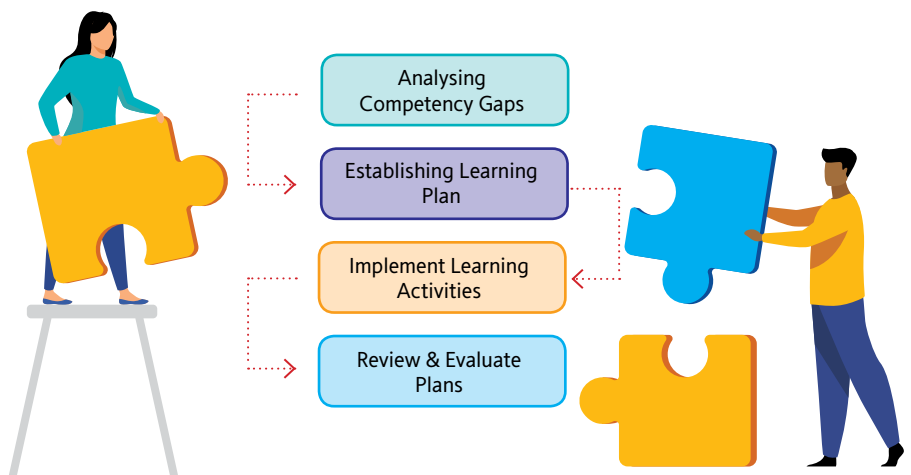 Analysing
Competency Gaps
Establishing Learning
Plan
Implement Learning
Activities
Review & Evaluate
Plans